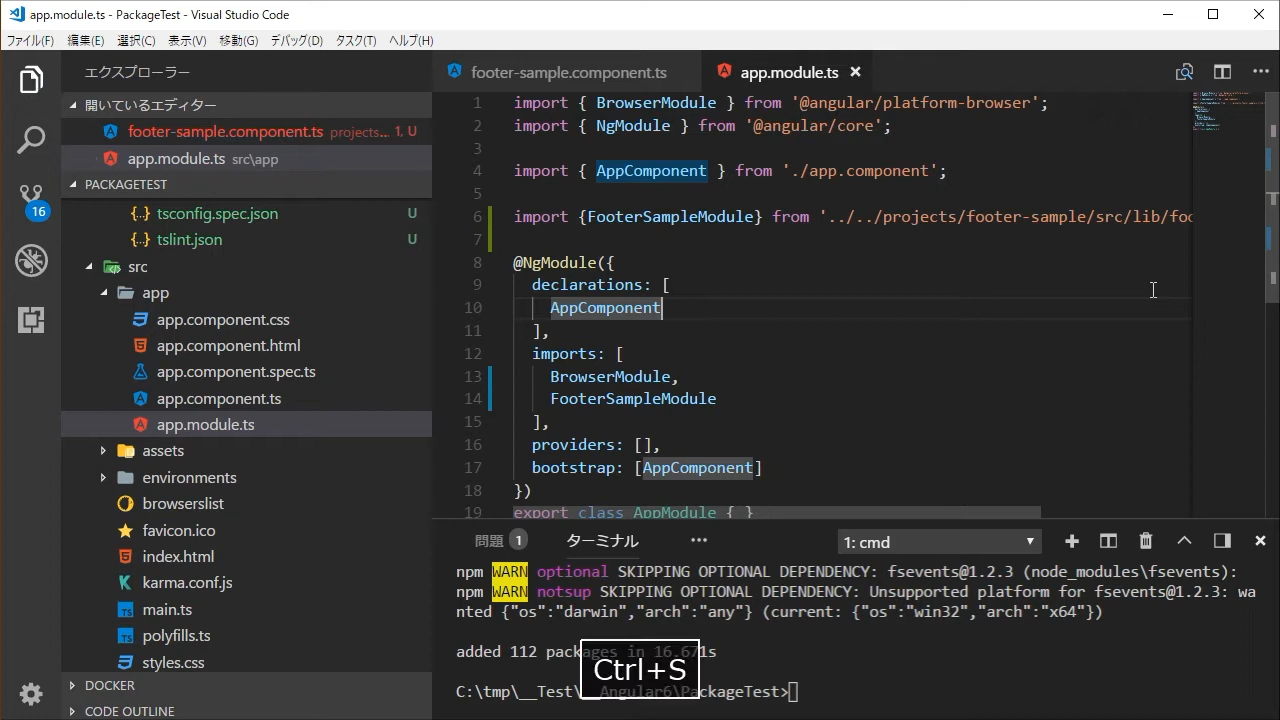 app.module.ts - PackageTest - Visual Studio Code
ファイル(F) 編集(E) 選択(C) 表示(V) 移動(G) デバッグ(D) タスク(T) ヘルプ(H)
エクスプローラー
開いているエディター
footer-sample.component.ts projects... 1, U
app.module.ts src\app
PACKAGETEST
{..} tsconfig.spec.json U
{..} tslint.json U
src
app
app.component.css
app.component.html
app.component.spec.ts
app.component.ts
app.module.ts
assets
environments
browserslist
favicon.ico
index.html
karma.conf.js
main.ts
polyfills.ts
styles.css
DOCKER
CODE OUTLINE
16
footer-sample.component.ts app.module.ts
1 import { BrowserModule } from '@angular/platform-browser';
2 import { NgModule } from '@angular/core';
3
4 import { AppComponent } from './app.component';
5
6 import {FooterSampleModule} from '../../projects/footer-sample/src/lib/foo
7
8 @NgModule({
9 declarations: [
10 AppComponent
11 ],
12 imports: [
13 BrowserModule,
14 FooterSampleModule
15 ],
16 providers: [],
17 bootstrap: [AppComponent]
18 })
19 export class AppModule { }
問題 1 ターミナル ••• 1: cmd
npm WARN optional SKIPPING OPTIONAL DEPENDENCY: fsevents@1.2.3 (node_modules\fsevents):
npm WARN notsup SKIPPING OPTIONAL DEPENDENCY: Unsupported platform for fsevents@1.2.3: wa
nted {"os":"darwin","arch":"any"} (current: {"os":"win32","arch":"x64"})
added 112 packages in 16.671s
C:\tmp\__Test\__Angular6\PackageTest>
Ctrl+S